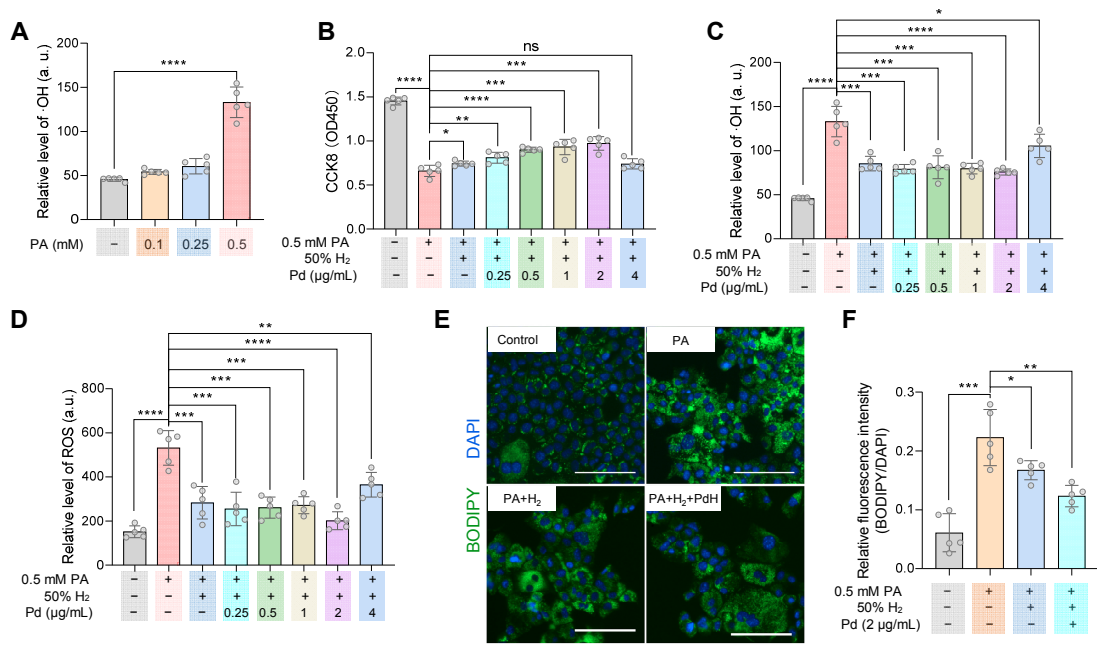 A
Relative level of ·OH (a. u.)
200
150
100
50
0
****
PA (mM)
–
0.1
0.25
0.5
B
CCK8 (OD450)
2.0
1.5
1.0
0.5
0.0
ns
***
***
****
**
*
****
0.5 mM PA – + + + + + + +
50% H₂ – – + + + + + +
Pd (μg/mL) – – – 0.25 0.5 1 2 4
C
Relative level of ·OH (a. u.)
200
150
100
50
0
*
****
***
***
***
***
****
0.5 mM PA – + + + + + + +
50% H₂ – – + + + + + +
Pd (μg/mL) – – – 0.25 0.5 1 2 4
D
Relative level of ROS (a.u.)
800
600
400
200
0
**
****
***
***
***
***
****
0.5 mM PA – + + + + + + +
50% H₂ – – + + + + + +
Pd (μg/mL) – – – 0.25 0.5 1 2 4
E
BODIPY DAPI
Control
PA
PA+H₂
PA+H₂+PdH
F
Relative fluorescence intensity
(BODIPY/DAPI)
0.3
0.2
0.1
0.0
**
*
***
0.5 mM PA – + + +
50% H₂ – – + +
Pd (2 μg/mL) – – – +